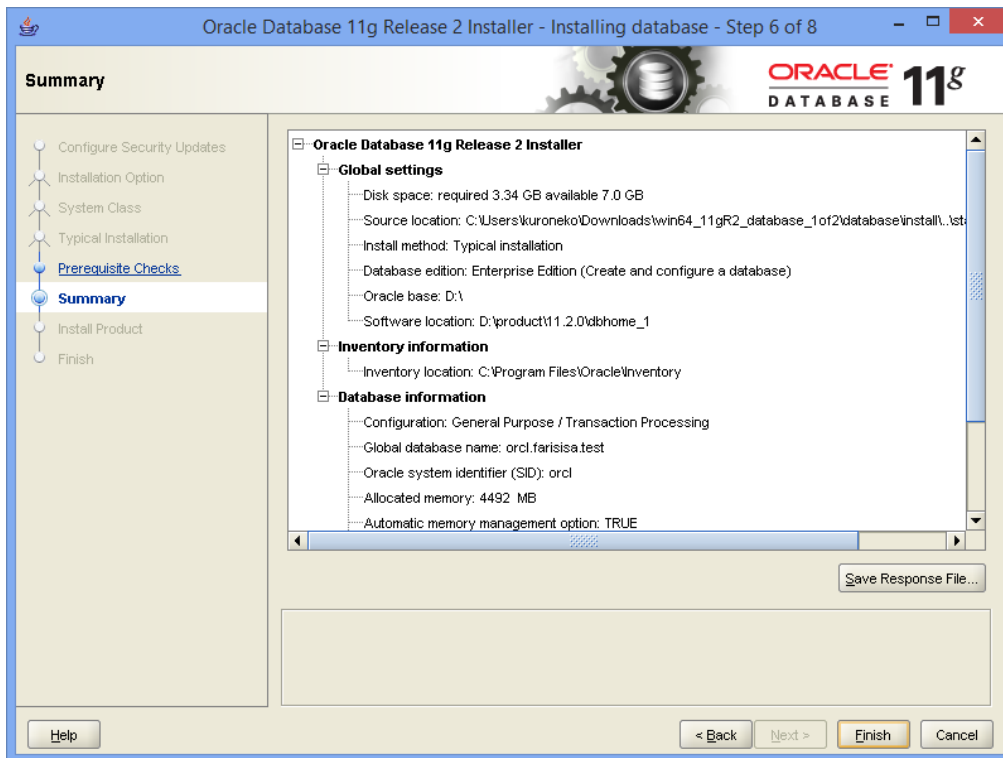 Oracle Database 11g Release 2 Installer - Installing database - Step 6 of 8
Summary
ORACLE
DATABASE
11g
Configure Security Updates
Installation Option
System Class
Typical Installation
Prerequisite Checks
Summary
Install Product
Finish
Oracle Database 11g Release 2 Installer
Global settings
Disk space: required 3.34 GB available 7.0 GB
Source location: C:\Users\kuroneko\Downloads\win64_11gR2_database_1of2\database\install\..\sta
Install method: Typical installation
Database edition: Enterprise Edition (Create and configure a database)
Oracle base: D:\
Software location: D:\product\11.2.0\dbhome_1
Inventory information
Inventory location: C:\Program Files\Oracle\Inventory
Database information
Configuration: General Purpose / Transaction Processing
Global database name: orcl.farisisa.test
Oracle system identifier (SID): orcl
Allocated memory: 4492 MB
Automatic memory management option: TRUE
Save Response File...
Help
< Back
Next >
Finish
Cancel